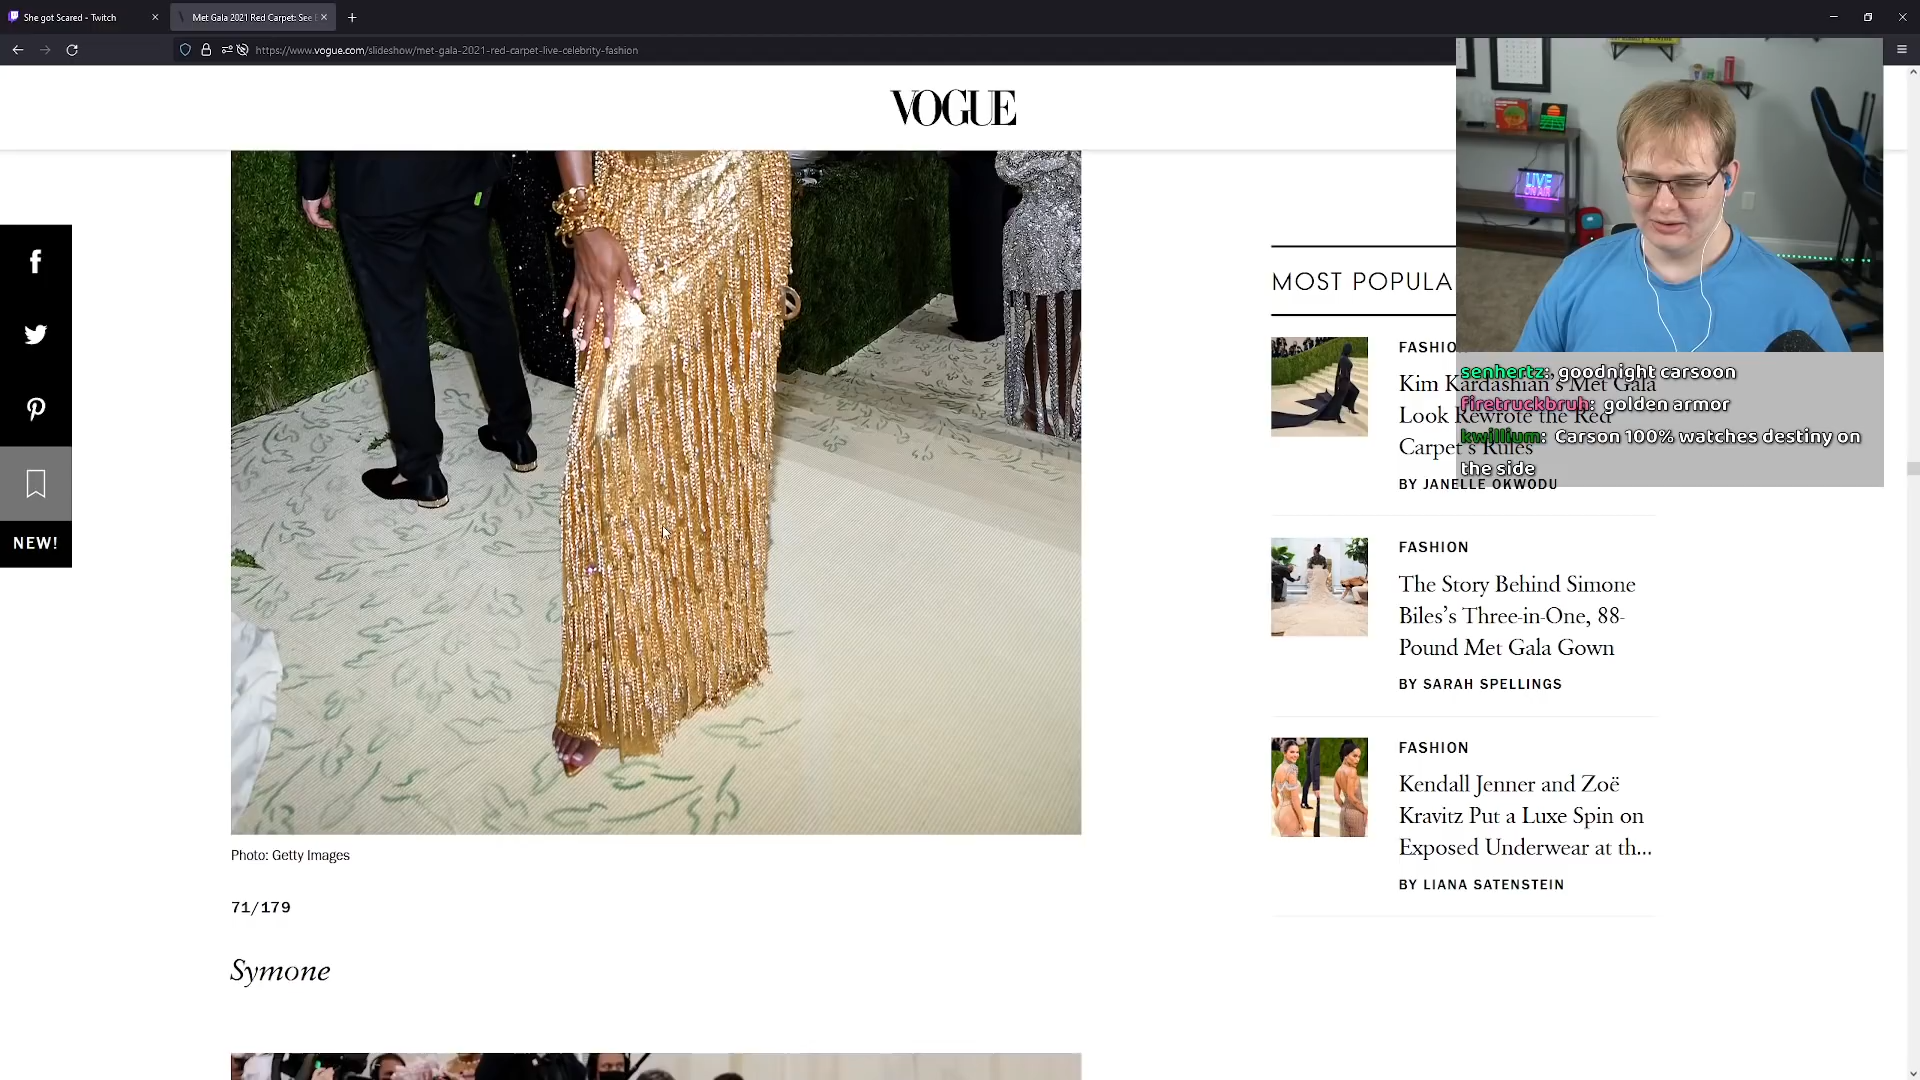 She got Scared - Twitch
Met Gala 2021 Red Carpet: See
https://www.vogue.com/slideshow/met-gala-2021-red-carpet-live-celebrity-fashion
VOGUE
LIVE
ON AIR
NEW!
Photo: Getty Images
71/179
Symone
MOST POPULA
FASHIO
Kim Kardashian's Met Gala
Look Rewrote the Red
Carpet's Rules
BY JANELLE OKWODU
FASHION
The Story Behind Simone
Biles's Three-in-One, 88-
Pound Met Gala Gown
BY SARAH SPELLINGS
FASHION
Kendall Jenner and Zoë
Kravitz Put a Luxe Spin on
Exposed Underwear at th...
BY LIANA SATENSTEIN
senhertz: goodnight carsoon
firetruckbruh: golden armor
kwillium: Carson 100% watches destiny on
the side